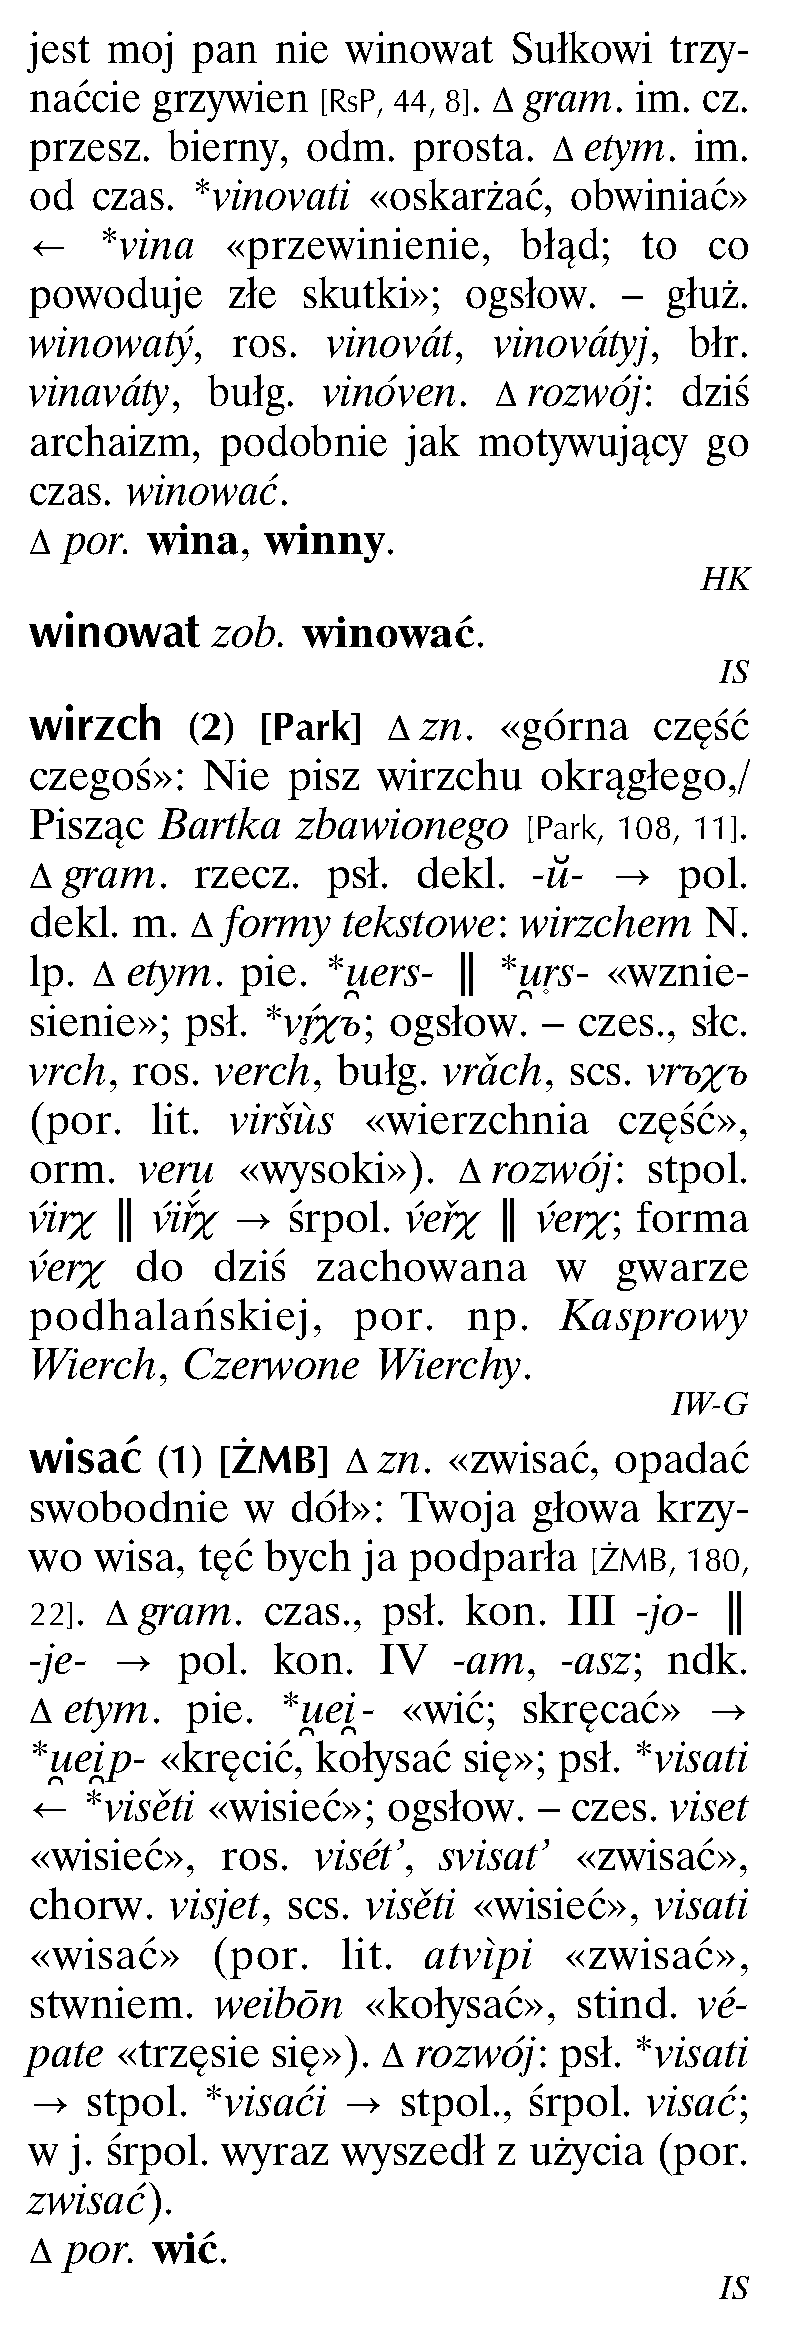 jest moj pan nie winowat Sułkowi trzy-
naćcie grzywien [RsP, 44, 8]. Δ gram. im. cz.
przesz. bierny, odm. prosta. Δ etym. im.
od czas. *vinovati «oskarżać, obwiniać»
← *vina «przewinienie, błąd; to co
powoduje złe skutki»; ogsłow. – głuż.
winowatý, ros. vinovát, vinovátyj, błr.
vinaváty, bułg. vinóven. Δ rozwój: dziś
archaizm, podobnie jak motywujący go
czas. winować.
Δ por. wina, winny.
HK
winowat zob. winować.
IS
wirzch (2) [Park] Δ zn. «górna część
czegoś»: Nie pisz wirzchu okrągłego,/
Pisząc Bartka zbawionego [Park, 108, 11].
Δ gram. rzecz. psł. dekl. -ŭ- → pol.
dekl. m. Δ formy tekstowe: wirzchem N.
lp. Δ etym. pie. *u̯ers- || *u̯r̥s- «wznie-
sienie»; psł. *vŕ̥χъ; ogsłow. – czes., słc.
vrch, ros. verch, bułg. vrăch, scs. vrъχъ
(por. lit. viršùs «wierzchnia część»,
orm. veru «wysoki»). Δ rozwój: stpol.
v́irχ || v́iř́χ → śrpol. v́eřχ || v́erχ; forma
v́erχ do dziś zachowana w gwarze
podhalańskiej, por. np. Kasprowy
Wierch, Czerwone Wierchy.
IW-G
wisać (1) [ŻMB] Δ zn. «zwisać, opadać
swobodnie w dół»: Twoja głowa krzy-
wo wisa, tęć bych ja podparła [ŻMB, 180,
22]. Δ gram. czas., psł. kon. III -jo- ||
-je- → pol. kon. IV -am, -asz; ndk.
Δ etym. pie. *u̯ei̯- «wić; skręcać» →
*u̯ei̯p- «kręcić, kołysać się»; psł. *visati
← *visěti «wisieć»; ogsłow. – czes. viset
«wisieć», ros. visét’, svisat’ «zwisać»,
chorw. visjet, scs. visěti «wisieć», visati
«wisać» (por. lit. atvìpi «zwisać»,
stwniem. weibōn «kołysać», stind. vé-
pate «trzęsie się»). Δ rozwój: psł. *visati
→ stpol. *visaći → stpol., śrpol. visać;
w j. śrpol. wyraz wyszedł z użycia (por.
zwisać).
Δ por. wić.
IS